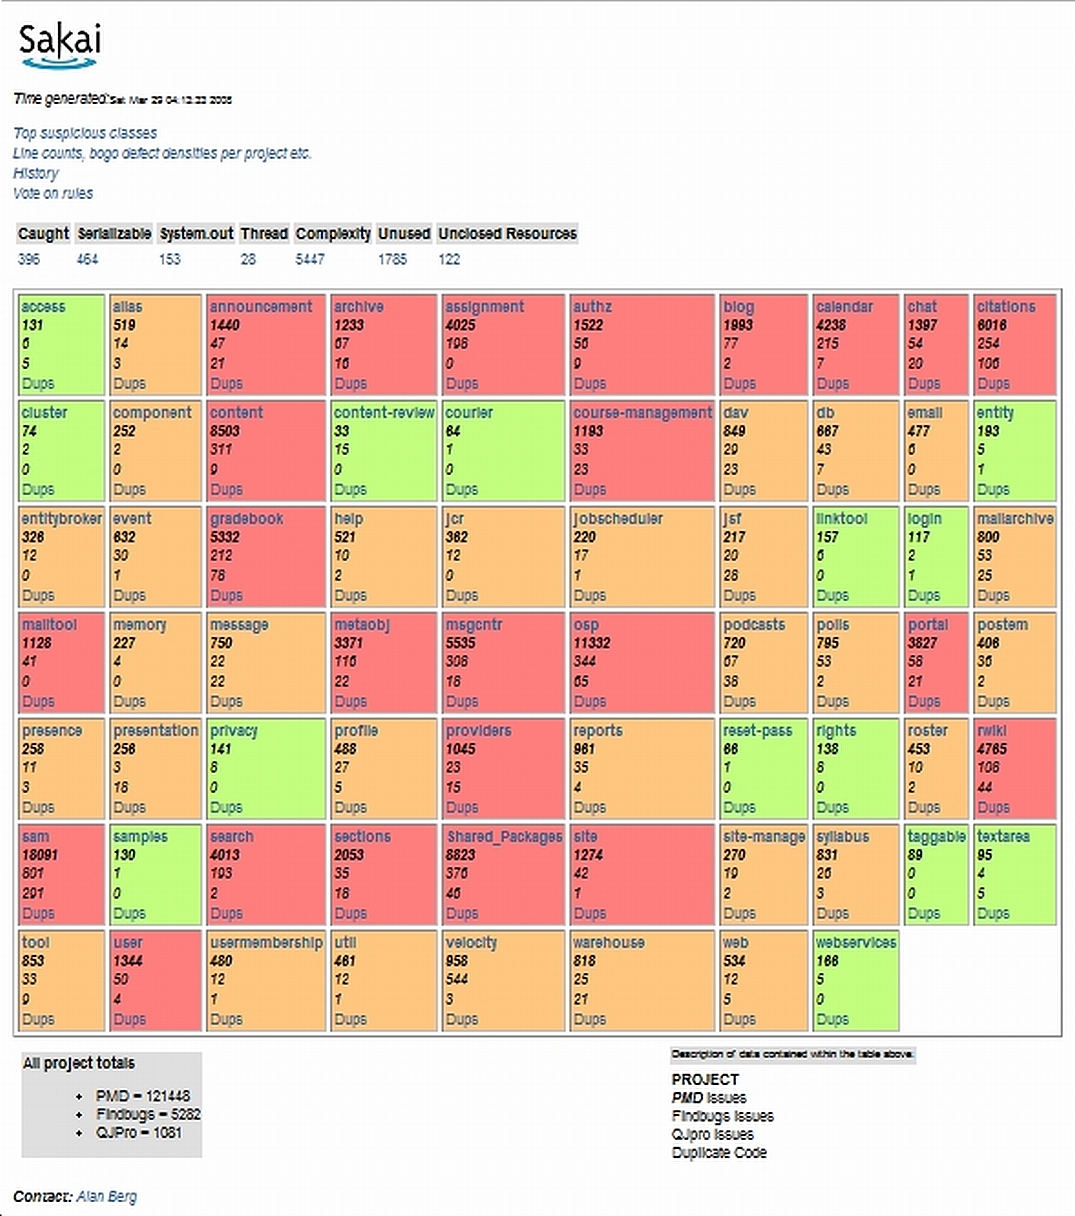 Sakai
Time generated:Sat Mar 29 04:13:33 2008
Top suspicious classes
Line counts, bogo defect densities per project etc.
History
Vote on rules
Caught Serializable System.out Thread Complexity Unused Unclosed Resources
396 464 153 28 5447 1785 122
access alias announcement archive assignment authz blog calendar chat citations
131 519 1440 1233 4025 1522 1993 4238 1397 6016
6 14 47 67 198 56 77 215 54 254
5 3 21 16 0 9 2 7 20 106
Dups Dups Dups Dups Dups Dups Dups Dups Dups Dups
cluster component content content-review courier course-management dav db email entity
74 252 8503 33 64 1193 849 667 477 193
2 2 311 15 1 33 29 43 6 5
0 0 9 0 0 23 23 7 0 1
Dups Dups Dups Dups Dups Dups Dups Dups Dups Dups
entitybroker event gradebook help jcr jobscheduler jsf linktool login mailarchive
326 632 5332 521 362 220 217 157 117 800
12 30 212 10 12 17 20 6 2 53
0 1 78 2 0 1 28 0 1 25
Dups Dups Dups Dups Dups Dups Dups Dups Dups Dups
mailtool memory message metaobj msgcntr osp podcasts polls portal postem
1128 227 750 3371 5535 11332 720 795 3827 406
41 4 22 116 308 344 67 53 58 36
0 0 22 22 18 65 38 2 21 2
Dups Dups Dups Dups Dups Dups Dups Dups Dups Dups
presence presentation privacy profile providers reports reset-pass rights roster rwiki
258 256 141 488 1045 961 66 138 453 4765
11 3 8 27 23 35 1 8 10 108
3 18 0 5 15 4 0 0 2 44
Dups Dups Dups Dups Dups Dups Dups Dups Dups Dups
sam samples search sections Shared_Packages site site-manage syllabus taggable textarea
18091 130 4013 2053 8823 1274 270 831 89 95
801 1 193 35 376 42 19 26 0 4
291 0 2 18 46 1 2 3 0 5
Dups Dups Dups Dups Dups Dups Dups Dups Dups Dups
tool user usermembership util velocity warehouse web webservices
853 1344 480 461 958 818 534 166
33 50 12 12 544 25 12 5
9 4 1 1 3 21 5 0
Dups Dups Dups Dups Dups Dups Dups Dups
All project totals
• PMD = 121448
• Findbugs = 5282
• QJPro = 1081
Description of data contained within the table above.
PROJECT
PMD Issues
Findbugs Issues
QJpro Issues
Duplicate Code
Contact: Alan Berg